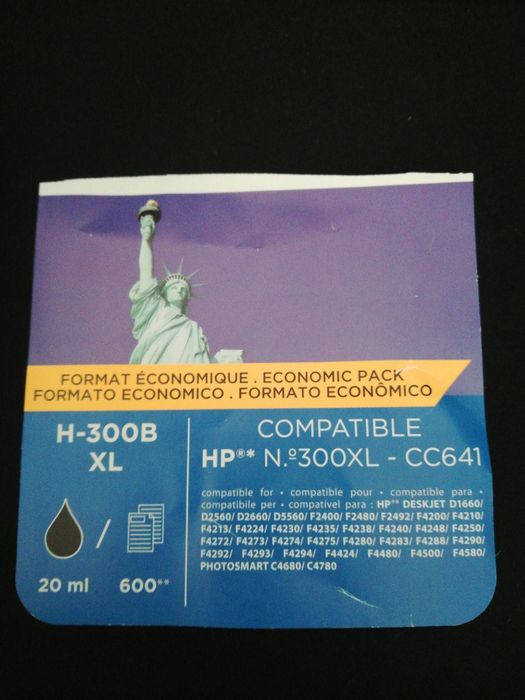 FORMAT ÉCONOMIQUE . ECONOMIC PACK
FORMATO ECONOMICO . FORMATO ECONÔMICO
H-300B
XL
20 ml
/
600**
COMPATIBLE
HP®* N.º300XL - CC641
compatible for • compatible pour • compatible para •
compatibile per • compatível para : HP®* DESKJET D1660/
D2560/ D2660/ D5560/ F2400/ F2480/ F2492/ F4200/ F4210/
F4213/ F4224/ F4230/ F4235/ F4238/ F4240/ F4248/ F4250/
F4272/ F4273/ F4274/ F4275/ F4280/ F4283/ F4288/ F4290/
F4292/ F4293/ F4294/ F4424/ F4480/ F4500/ F4580/
PHOTOSMART C4680/ C4780